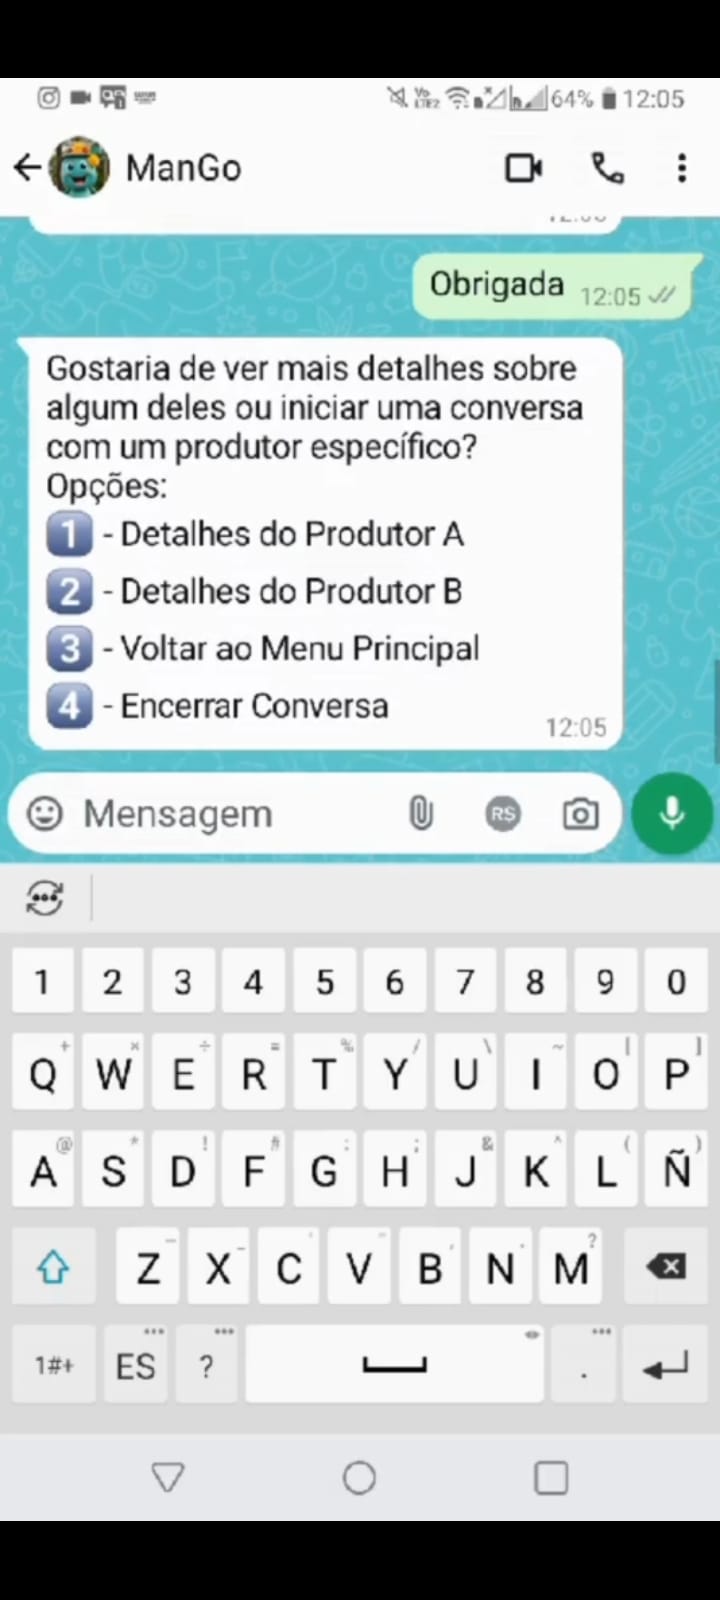 64% 12:05
ManGo
Obrigada 12:05
Gostaria de ver mais detalhes sobre
algum deles ou iniciar uma conversa
com um produtor específico?
Opções:
1 - Detalhes do Produtor A
2 - Detalhes do Produtor B
3 - Voltar ao Menu Principal
4 - Encerrar Conversa
12:05
Mensagem R$
1 2 3 4 5 6 7 8 9 0
Q W E R T Y U I O P
A S D F G H J K L Ñ
Z X C V B N M
1#+ ES ? .